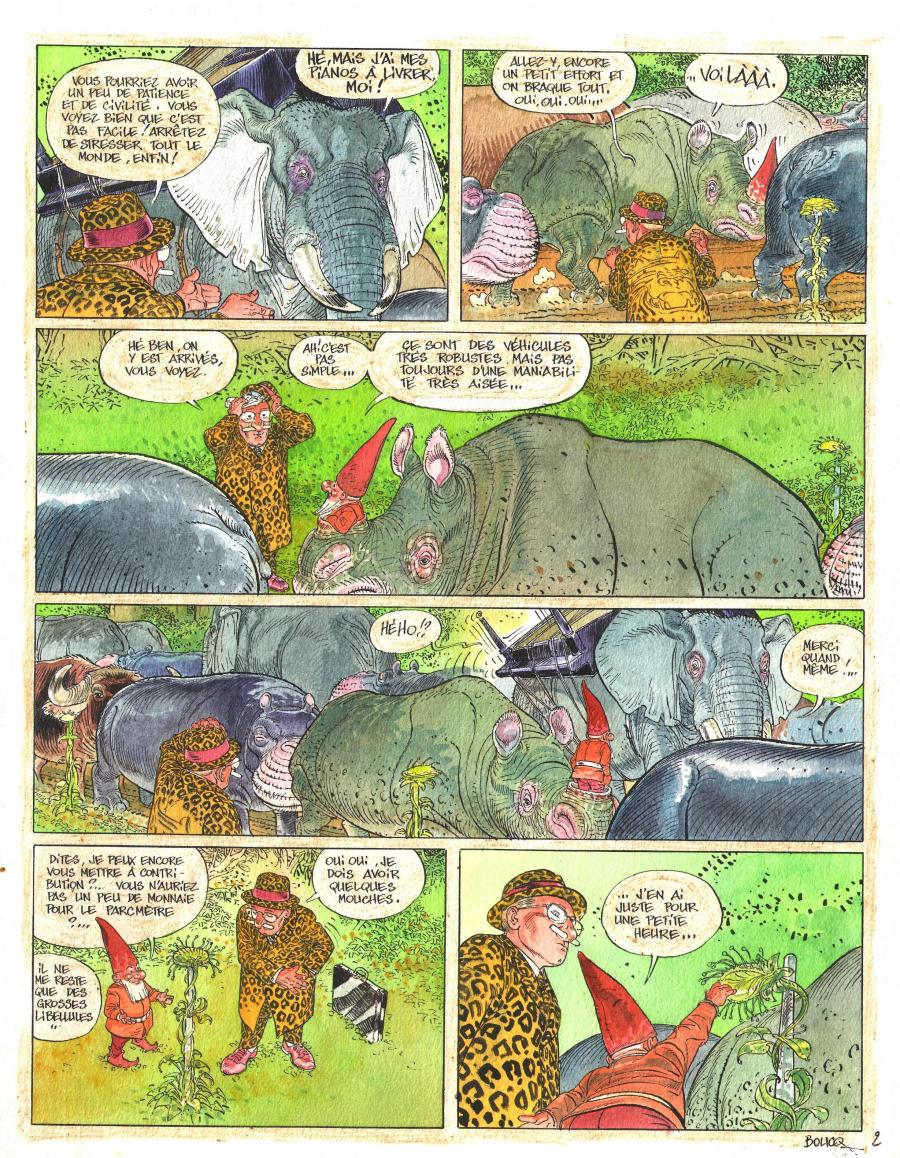 VOUS POURRIEZ AVOIR
UN PEU DE PATIENCE
ET DE CIVILITÉ. VOUS
VOYEZ BIEN QUE C'EST
PAS FACILE! ARRÊTEZ
DE STRESSER TOUT LE
MONDE, ENFIN!
HÉ, MAIS J'AI MES
PIANOS À LIVRER,
MOI!
ALLEZ-Y, ENCORE
UN PETIT EFFORT ET
ON BRAQUE TOUT,
OUI, OUI, OUI....
... VOILÀÀÀ.
HÉ BEN, ON
Y EST ARRIVÉS,
VOUS VOYEZ.
AH! C'EST
PAS
SIMPLE...
CE SONT DES VÉHICULES
TRÈS ROBUSTES, MAIS PAS
TOUJOURS D'UNE MANIABILI-
TÉ TRÈS AISÉE...
HÉHO!?
MERCI
QUAND
MÊME!...
DITES, JE PEUX ENCORE
VOUS METTRE À CONTRI-
BUTION?.. VOUS N'AURIEZ
PAS UN PEU DE MONNAIE
POUR LE PARCMÈTRE
?...
IL NE
ME RESTE
QUE DES
GROSSES
LIBELLULES
..
OUI OUI, JE
DOIS AVOIR
QUELQUES
MOUCHES.
... J'EN AI
JUSTE POUR
UNE PETITE
HEURE...
BOUCQ 2